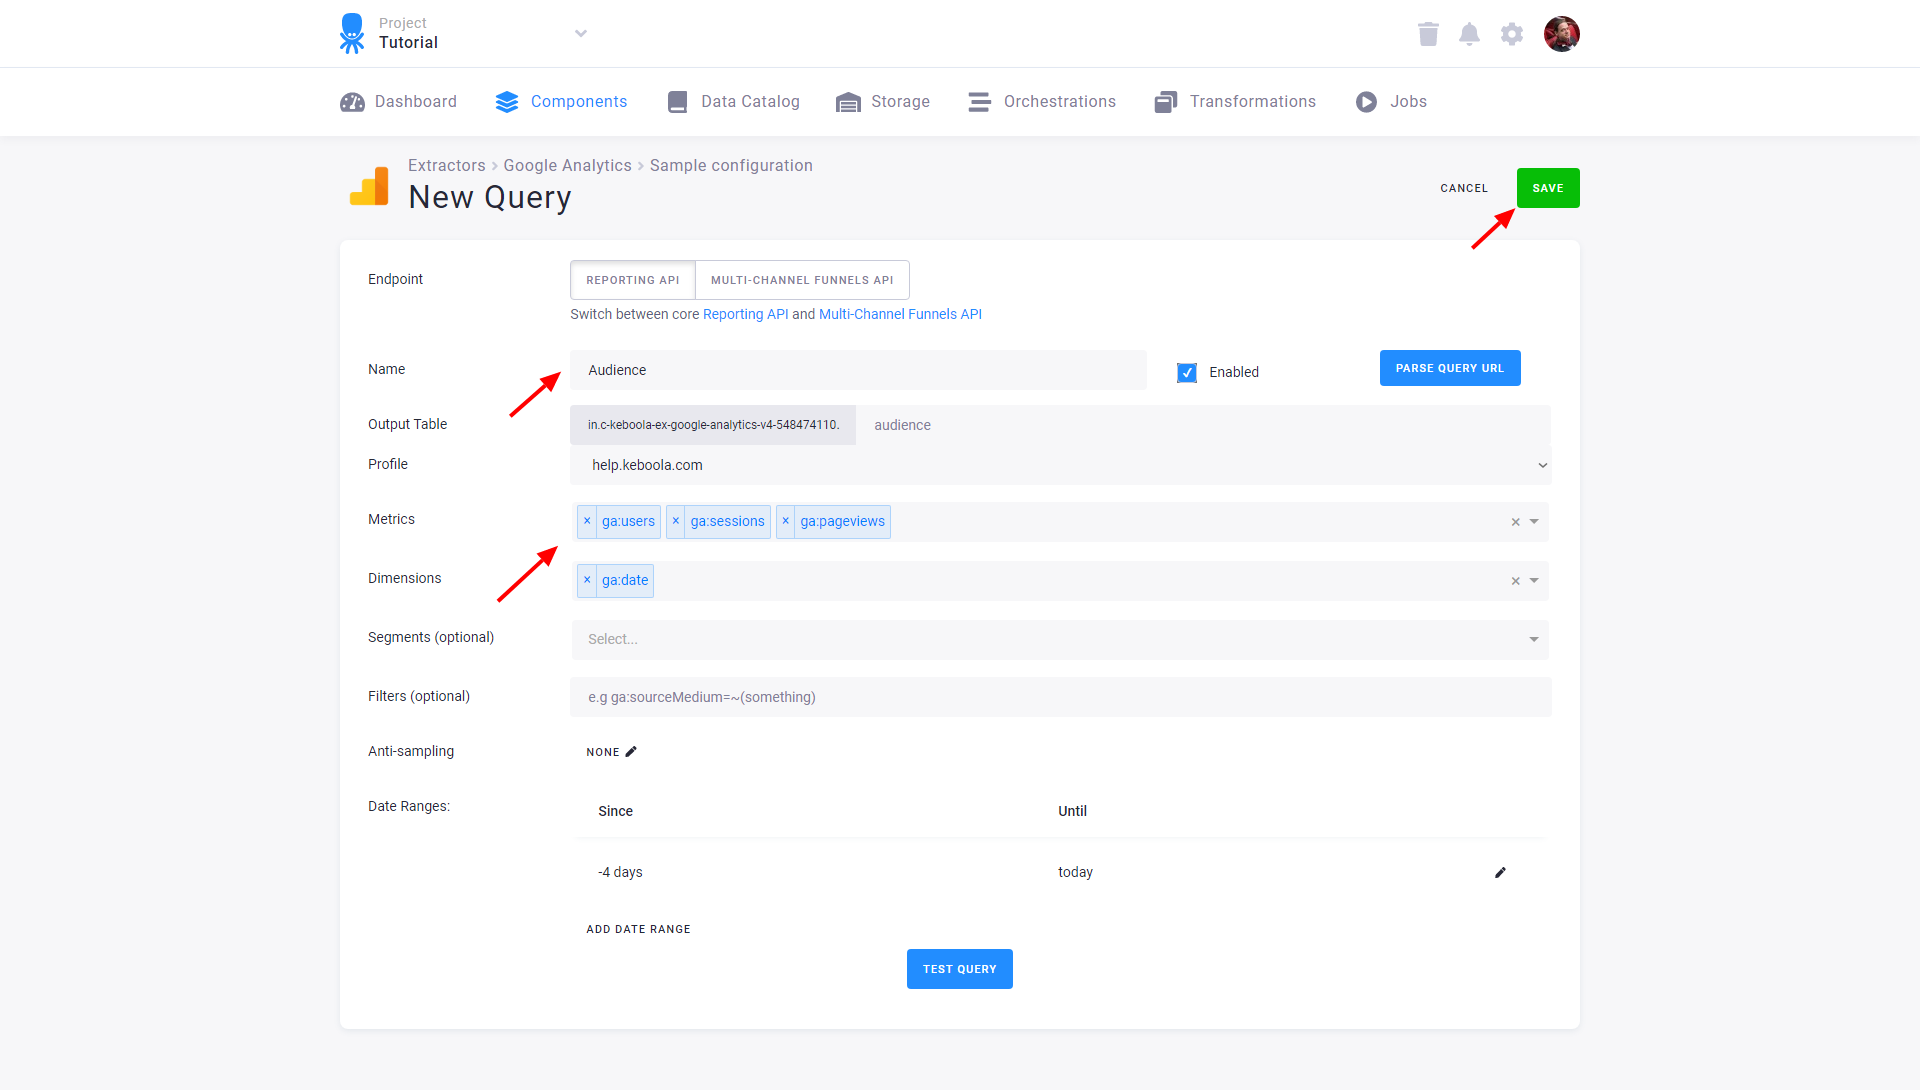 Project
Tutorial
Dashboard Components Data Catalog Storage Orchestrations Transformations Jobs
Extractors > Google Analytics > Sample configuration
New Query
CANCEL SAVE
Endpoint REPORTING API MULTI-CHANNEL FUNNELS API
Switch between core Reporting API and Multi-Channel Funnels API
Name Audience Enabled PARSE QUERY URL
Output Table in.c-keboola-ex-google-analytics-v4-548474110. audience
Profile help.keboola.com
Metrics × ga:users × ga:sessions × ga:pageviews ×
Dimensions × ga:date ×
Segments (optional) Select...
Filters (optional) e.g ga:sourceMedium=~(something)
Anti-sampling NONE
Date Ranges: Since Until
-4 days today
ADD DATE RANGE
TEST QUERY